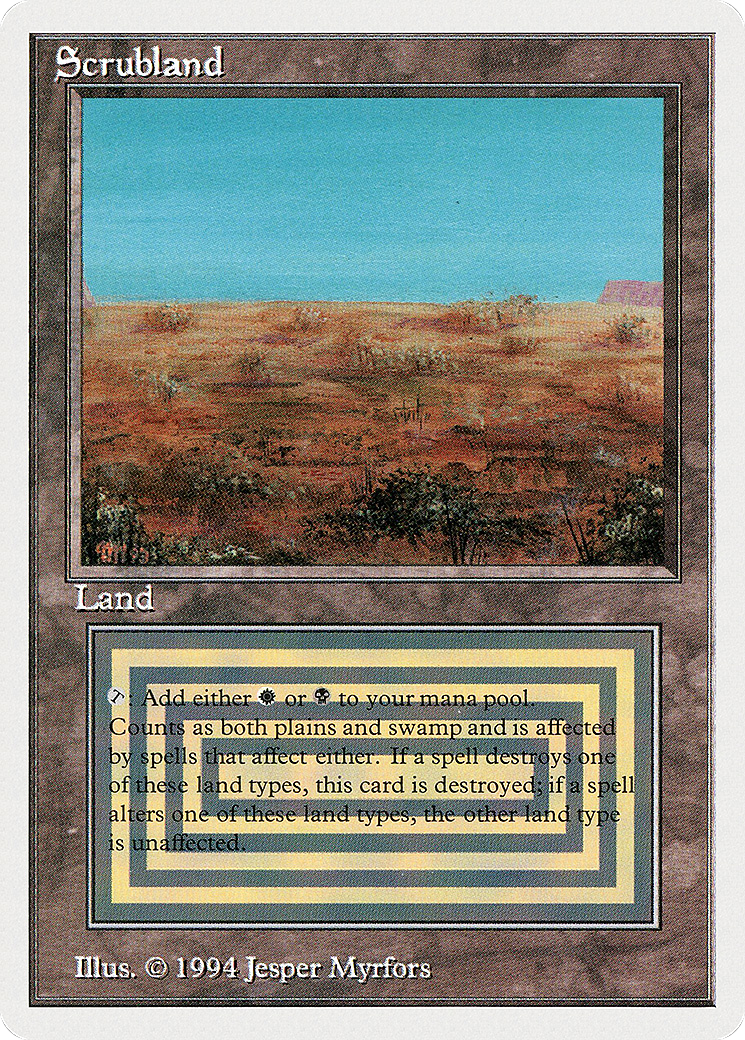 Scrubland
Land
T: Add either or to your mana pool.
Counts as both plains and swamp and is affected
by spells that affect either. If a spell destroys one
of these land types, this card is destroyed; if a spell
alters one of these land types, the other land type
is unaffected.
Illus. © 1994 Jesper Myrfors